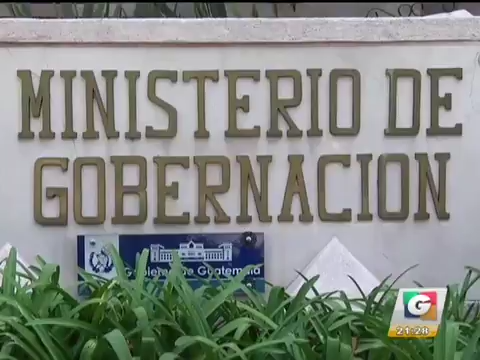 MINISTERIO DE
GOBERNACION
Gobierno de Guatemala
G
21:28